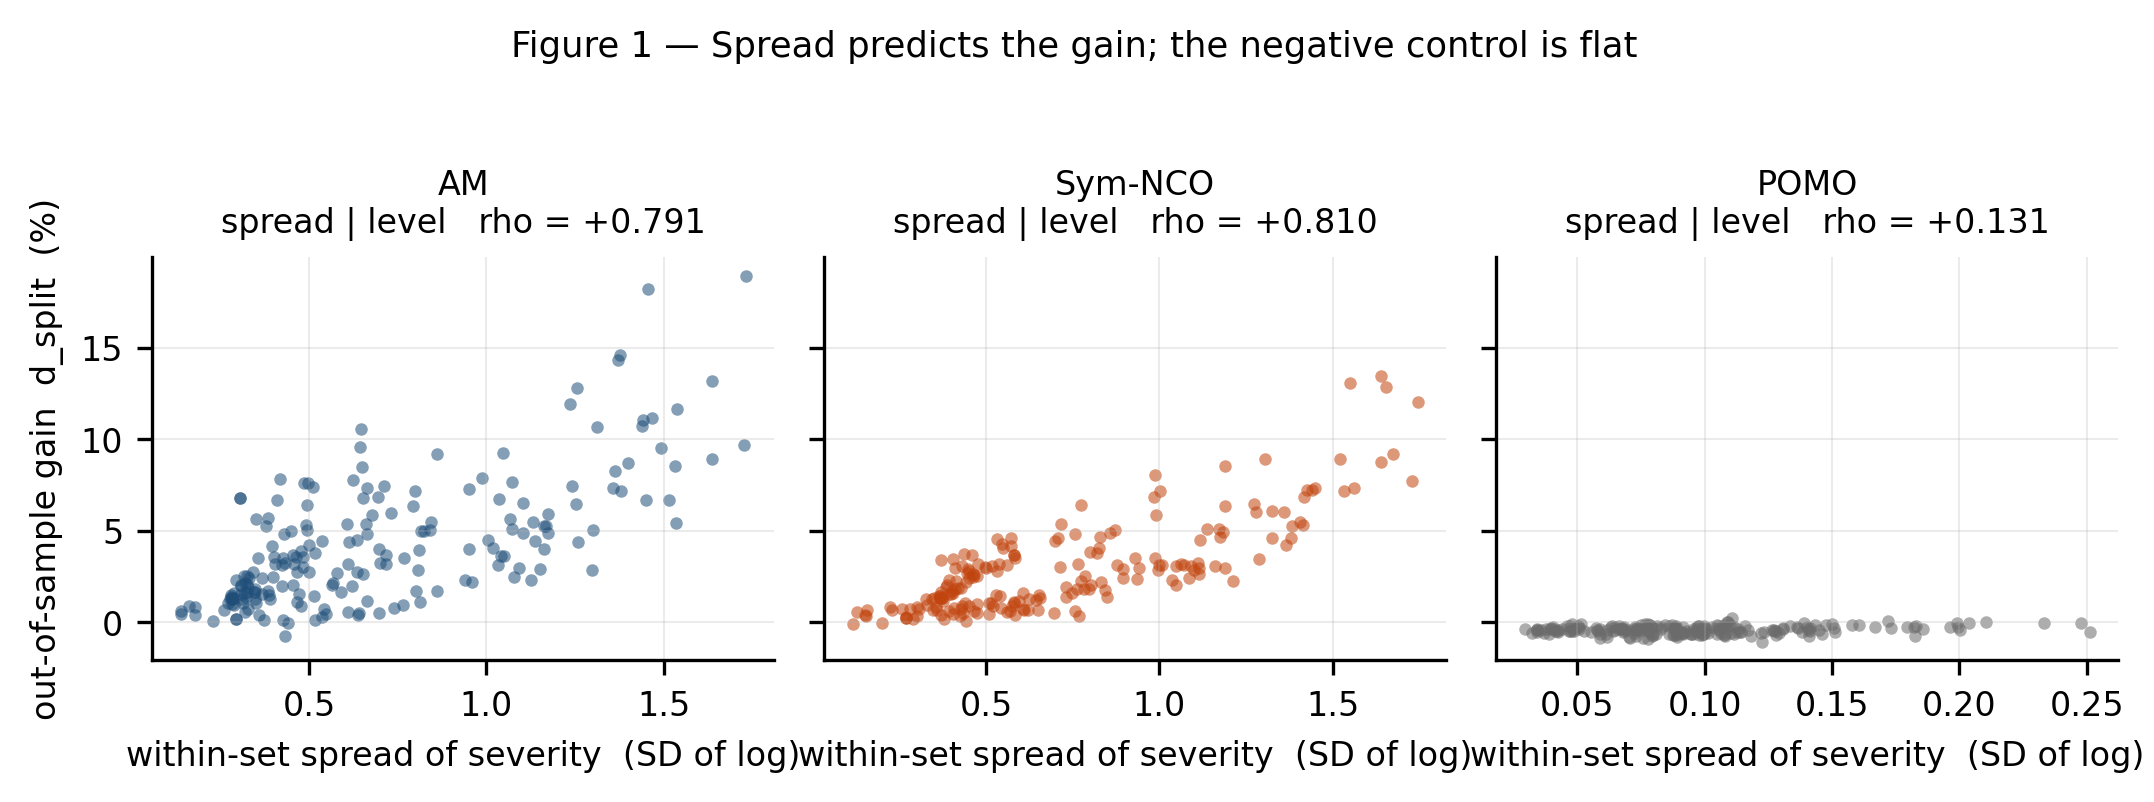 Figure 1 — Spread predicts the gain; the negative control is flat
AM
spread | level   rho = +0.791
Sym-NCO
spread | level   rho = +0.810
POMO
spread | level   rho = +0.131
out-of-sample gain  d_split  (%)
15
10
5
0
0.5
1.0
1.5
0.5
1.0
1.5
0.05
0.10
0.15
0.20
0.25
within-set spread of severity  (SD of log)
within-set spread of severity  (SD of log)
within-set spread of severity  (SD of log)